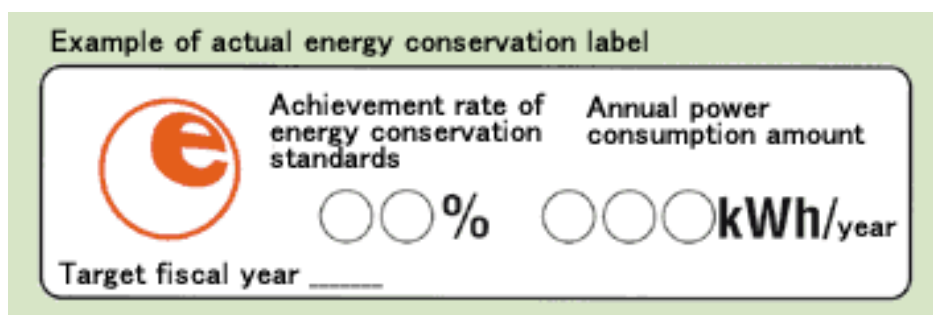 Example of actual energy conservation label
Achievement rate of
energy conservation
standards
Annual power
consumption amount
e
○○%
○○○kWh/year
Target fiscal year ______